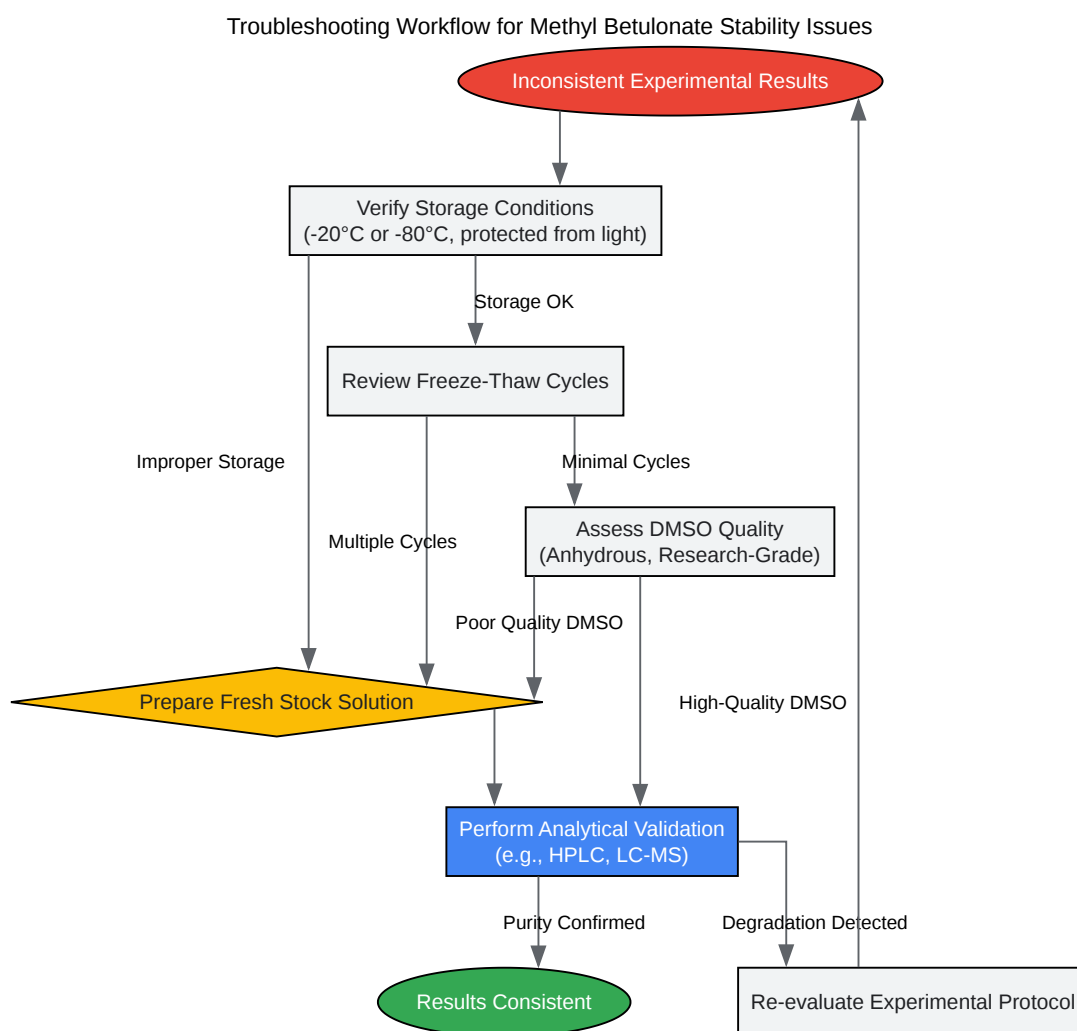 Troubleshooting Workflow for Methyl Betulonate Stability Issues
Inconsistent Experimental Results
Verify Storage Conditions
(-20°C or -80°C, protected from light)
Storage OK
Review Freeze-Thaw Cycles
Improper Storage
Minimal Cycles
Assess DMSO Quality
(Anhydrous, Research-Grade)
Multiple Cycles
Poor Quality DMSO
Prepare Fresh Stock Solution
High-Quality DMSO
Perform Analytical Validation
(e.g., HPLC, LC-MS)
Purity Confirmed
Degradation Detected
Results Consistent
Re-evaluate Experimental Protocol